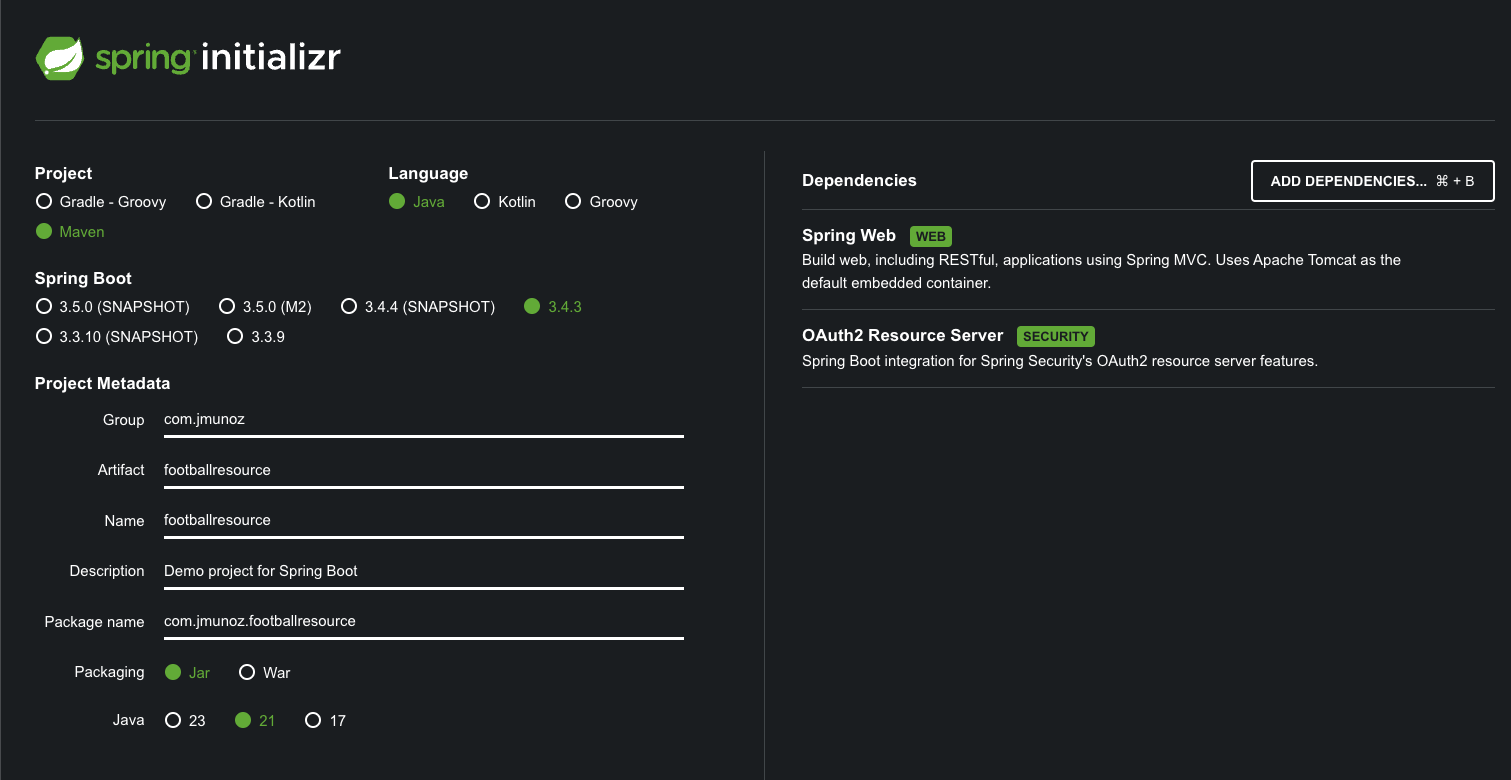 spring initializr
Project
Gradle - Groovy Gradle - Kotlin
Maven
Language
Java Kotlin Groovy
Spring Boot
3.5.0 (SNAPSHOT) 3.5.0 (M2) 3.4.4 (SNAPSHOT) 3.4.3
3.3.10 (SNAPSHOT) 3.3.9
Project Metadata
Group com.jmunoz
Artifact footballresource
Name footballresource
Description Demo project for Spring Boot
Package name com.jmunoz.footballresource
Packaging Jar War
Java 23 21 17
Dependencies ADD DEPENDENCIES... ⌘ + B
Spring Web WEB
Build web, including RESTful, applications using Spring MVC. Uses Apache Tomcat as the
default embedded container.
OAuth2 Resource Server SECURITY
Spring Boot integration for Spring Security's OAuth2 resource server features.